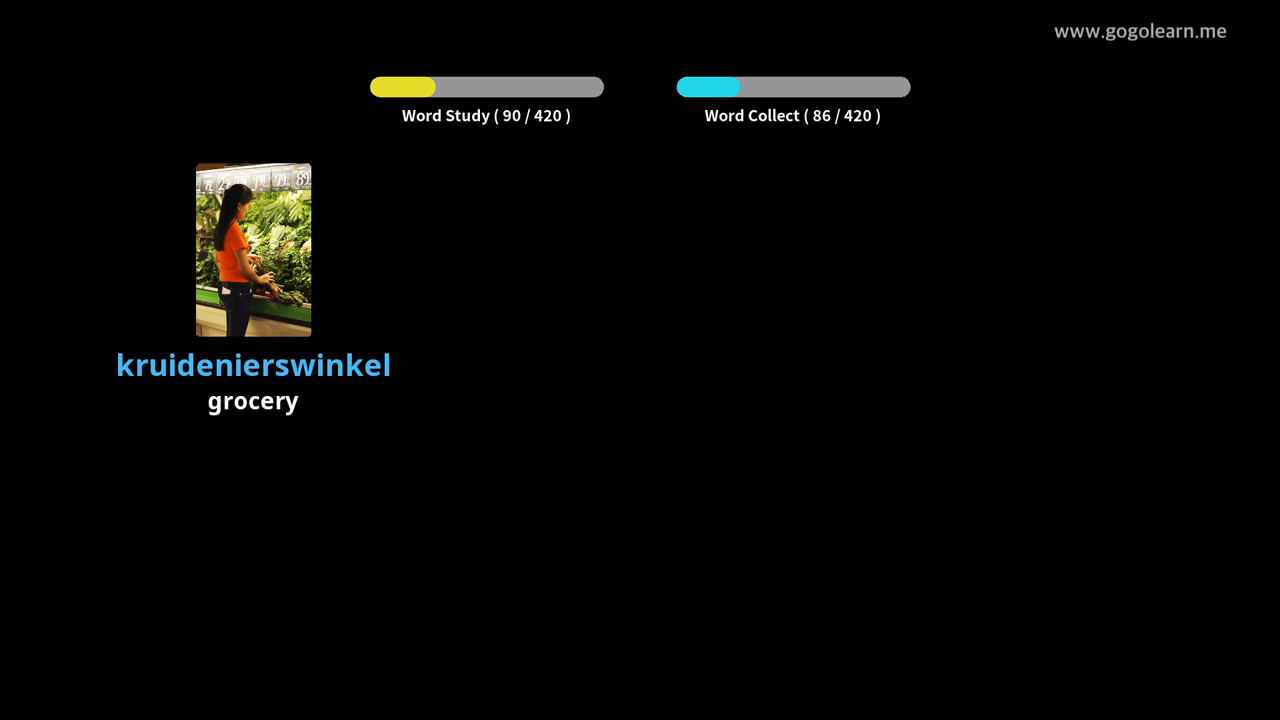 www.gogolearn.me
Word Study ( 90 / 420 )
Word Collect ( 86 / 420 )
kruidenierswinkel
grocery